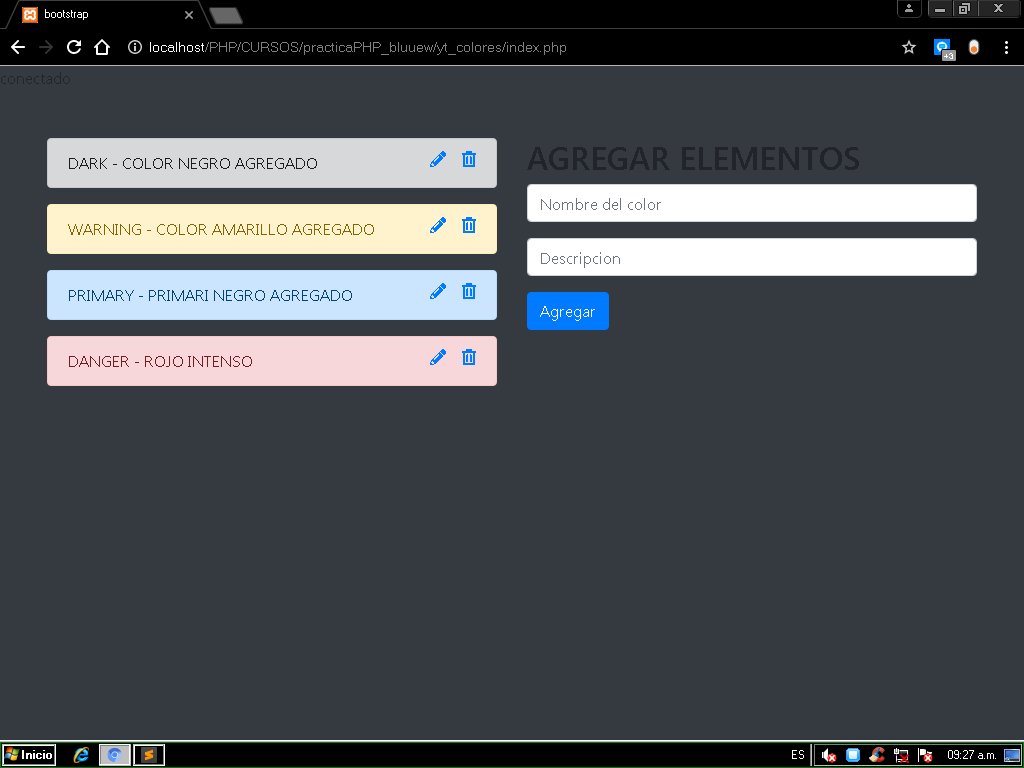 bootstrap
localhost/PHP/CURSOS/practicaPHP_bluuew/yt_colores/index.php
+3
conectado
DARK - COLOR NEGRO AGREGADO
WARNING - COLOR AMARILLO AGREGADO
PRIMARY - PRIMARI NEGRO AGREGADO
DANGER - ROJO INTENSO
AGREGAR ELEMENTOS
Nombre del color
Descripcion
Agregar
Inicio
ES
09:27 a.m.